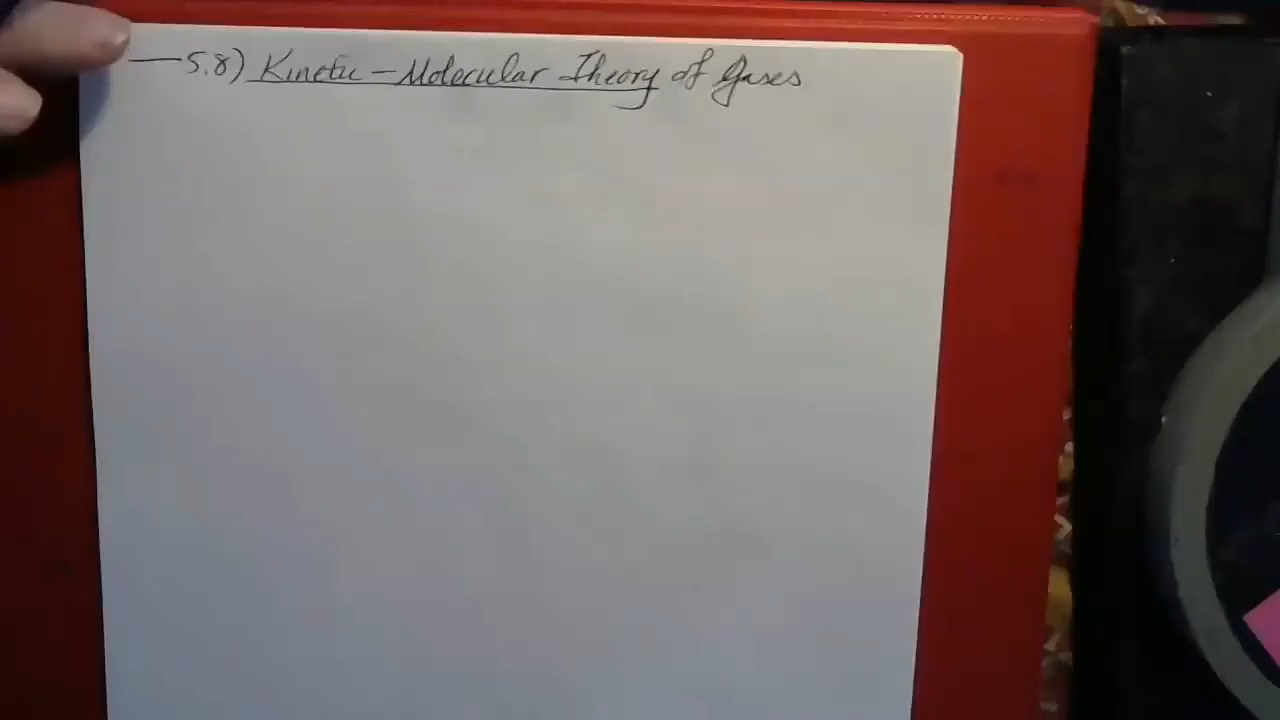 — 5.8) Kinetic - Molecular Theory of Gases